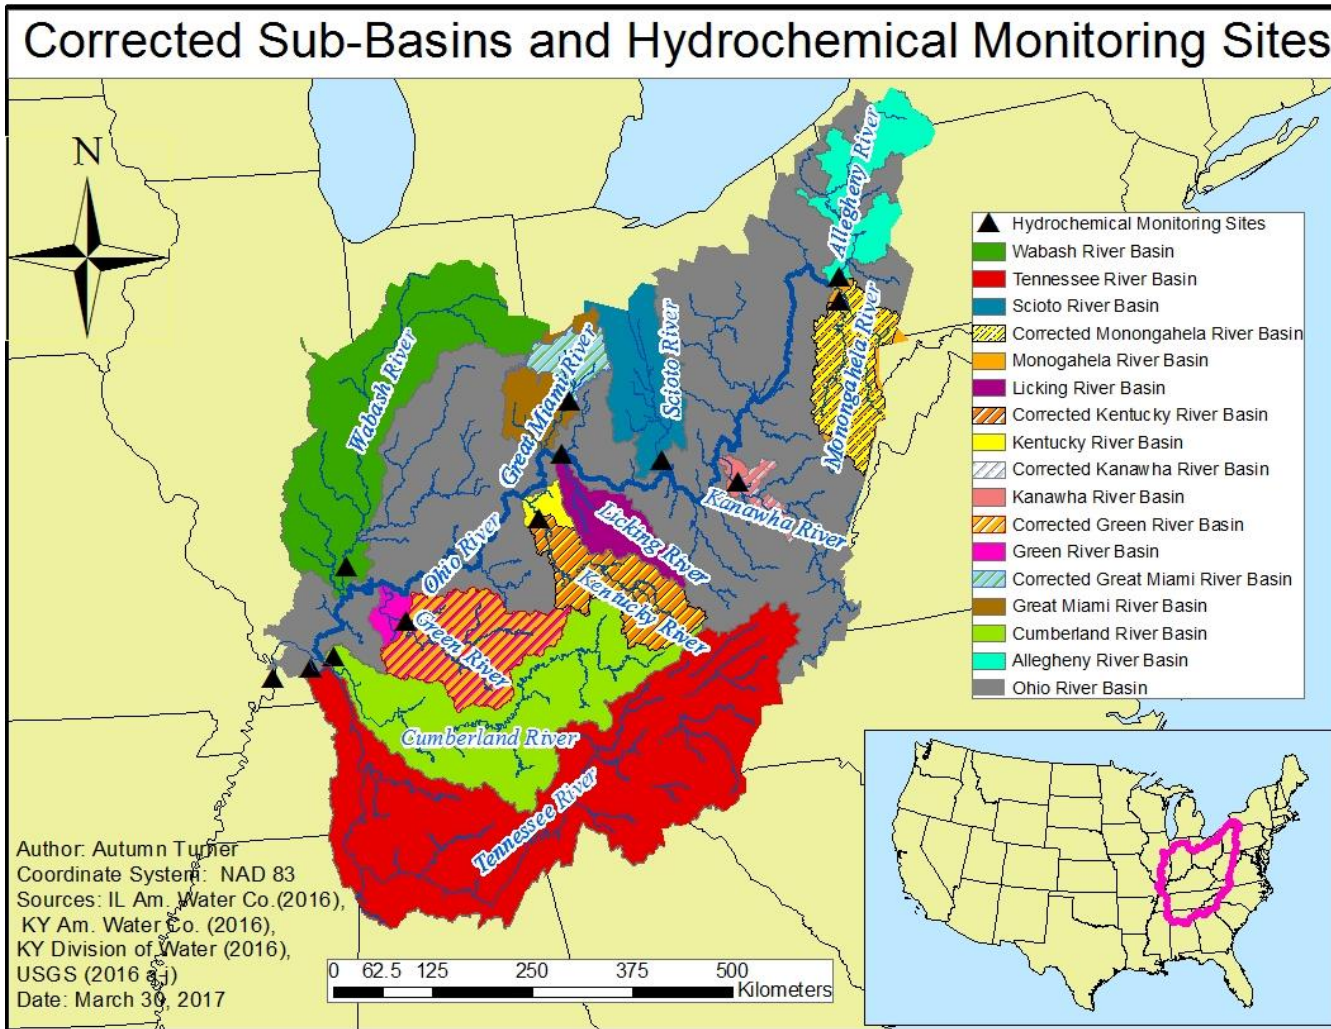 Corrected Sub-Basins and Hydrochemical Monitoring Sites
N
Allegheny River
Monongahela River
Scioto River
Great Miami River
Wabash River
Kanawha River
Licking River
Ohio River
Kentucky River
Green River
Cumberland River
Tennessee River
Hydrochemical Monitoring Sites
Wabash River Basin
Tennessee River Basin
Scioto River Basin
Corrected Monongahela River Basin
Monogahela River Basin
Licking River Basin
Corrected Kentucky River Basin
Kentucky River Basin
Corrected Kanawha River Basin
Kanawha River Basin
Corrected Green River Basin
Green River Basin
Corrected Great Miami River Basin
Great Miami River Basin
Cumberland River Basin
Allegheny River Basin
Ohio River Basin
Author: Autumn Turner
Coordinate System: NAD 83
Sources: IL Am. Water Co.(2016),
KY Am. Water Co. (2016),
KY Division of Water (2016),
USGS (2016 a-j)
Date: March 30, 2017
0 62.5 125 250 375 500
Kilometers